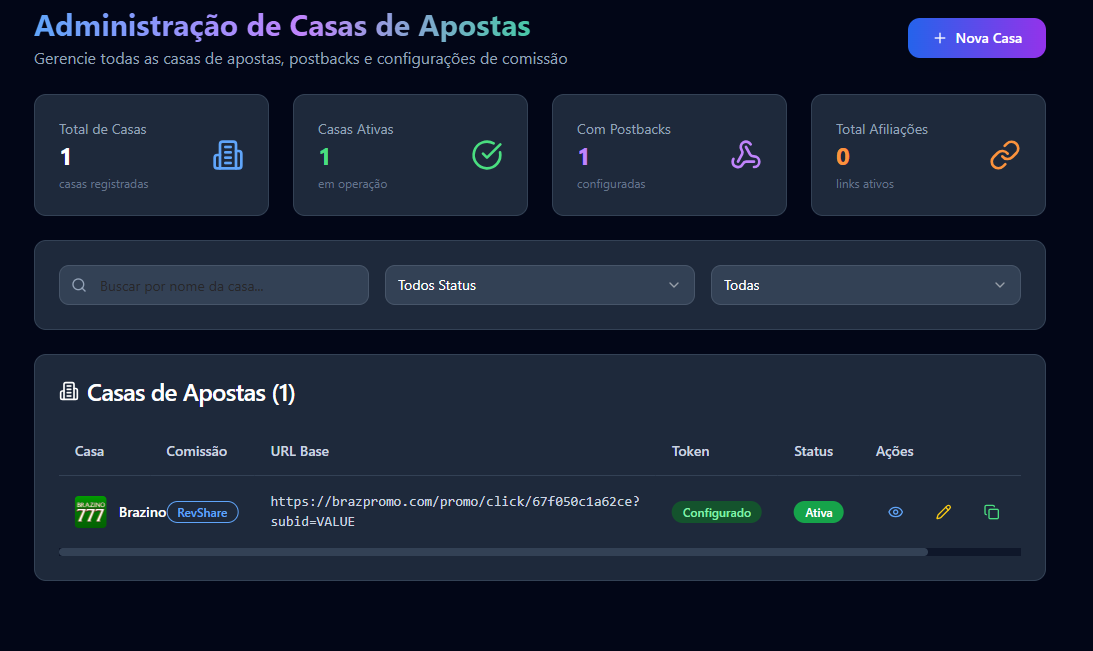 Administração de Casas de Apostas
Gerencie todas as casas de apostas, postbacks e configurações de comissão
Nova Casa
Total de Casas
1
casas registradas
Casas Ativas
1
em operação
Com Postbacks
1
configuradas
Total Afiliações
0
links ativos
Buscar por nome da casa...
Todos Status
Todas
Casas de Apostas (1)
Casa Comissão URL Base Token Status Ações
BRAZINO
777
Brazino RevShare https://brazpromo.com/promo/click/67f050c1a62ce? Configurado Ativa
subid=VALUE